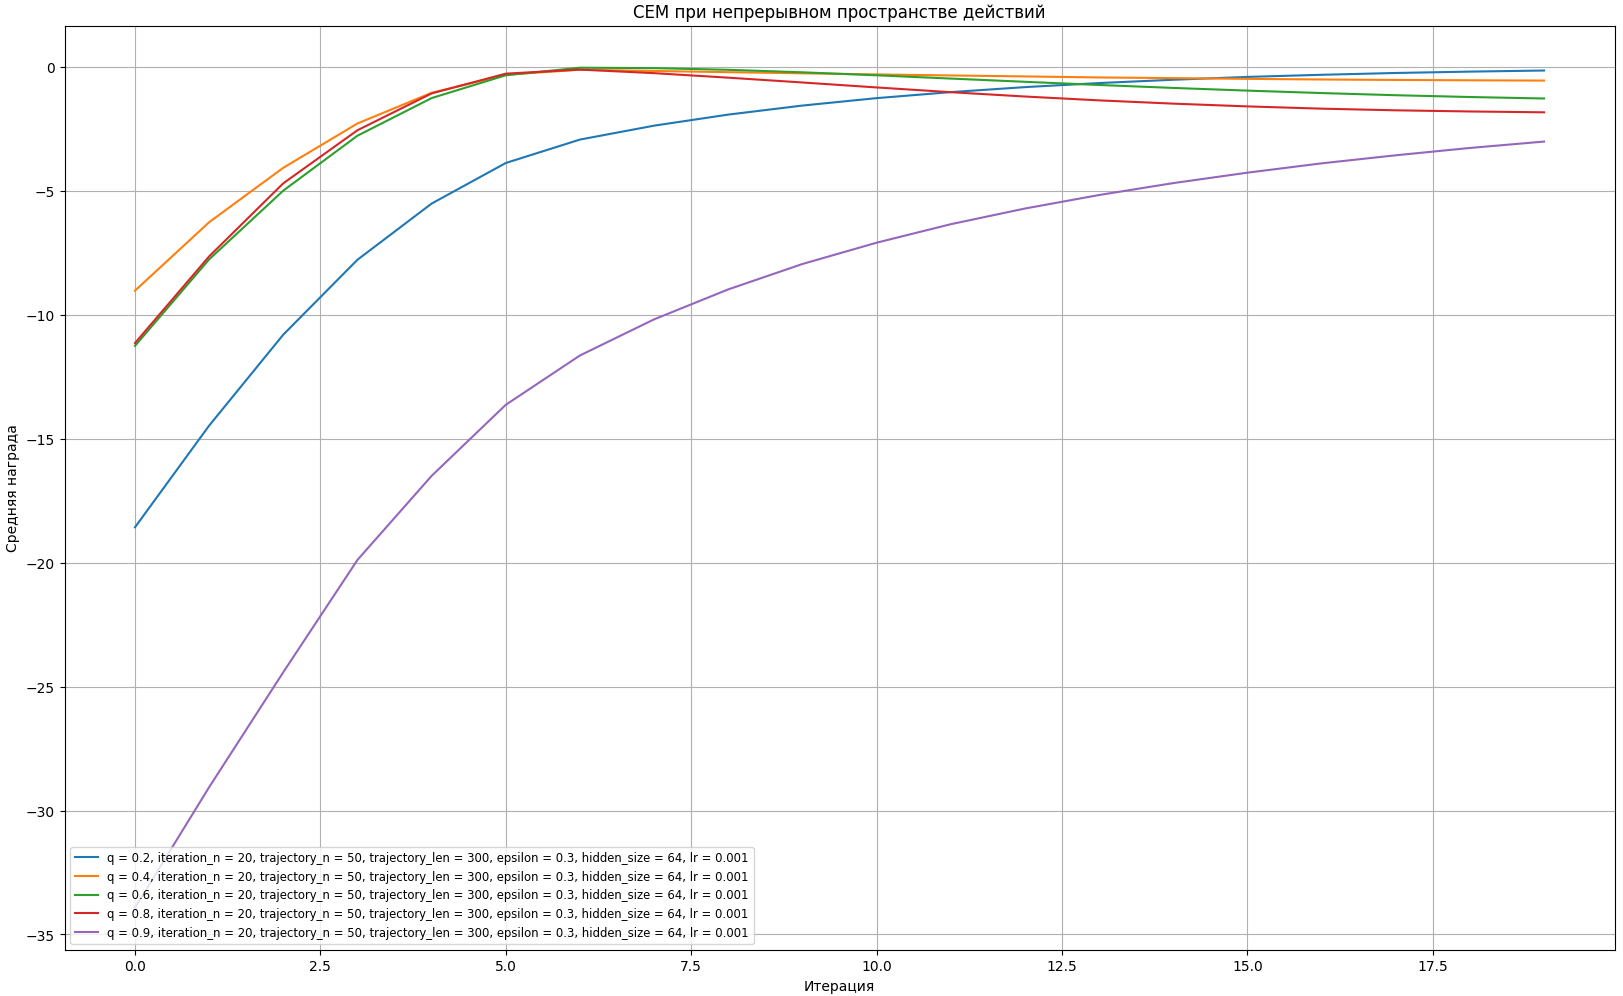 CEM при непрерывном пространстве действий
Средняя награда
0
−5
−10
−15
−20
−25
−30
−35
q = 0.2, iteration_n = 20, trajectory_n = 50, trajectory_len = 300, epsilon = 0.3, hidden_size = 64, lr = 0.001
q = 0.4, iteration_n = 20, trajectory_n = 50, trajectory_len = 300, epsilon = 0.3, hidden_size = 64, lr = 0.001
q = 0.6, iteration_n = 20, trajectory_n = 50, trajectory_len = 300, epsilon = 0.3, hidden_size = 64, lr = 0.001
q = 0.8, iteration_n = 20, trajectory_n = 50, trajectory_len = 300, epsilon = 0.3, hidden_size = 64, lr = 0.001
q = 0.9, iteration_n = 20, trajectory_n = 50, trajectory_len = 300, epsilon = 0.3, hidden_size = 64, lr = 0.001
0.0 2.5 5.0 7.5 10.0 12.5 15.0 17.5
Итерация